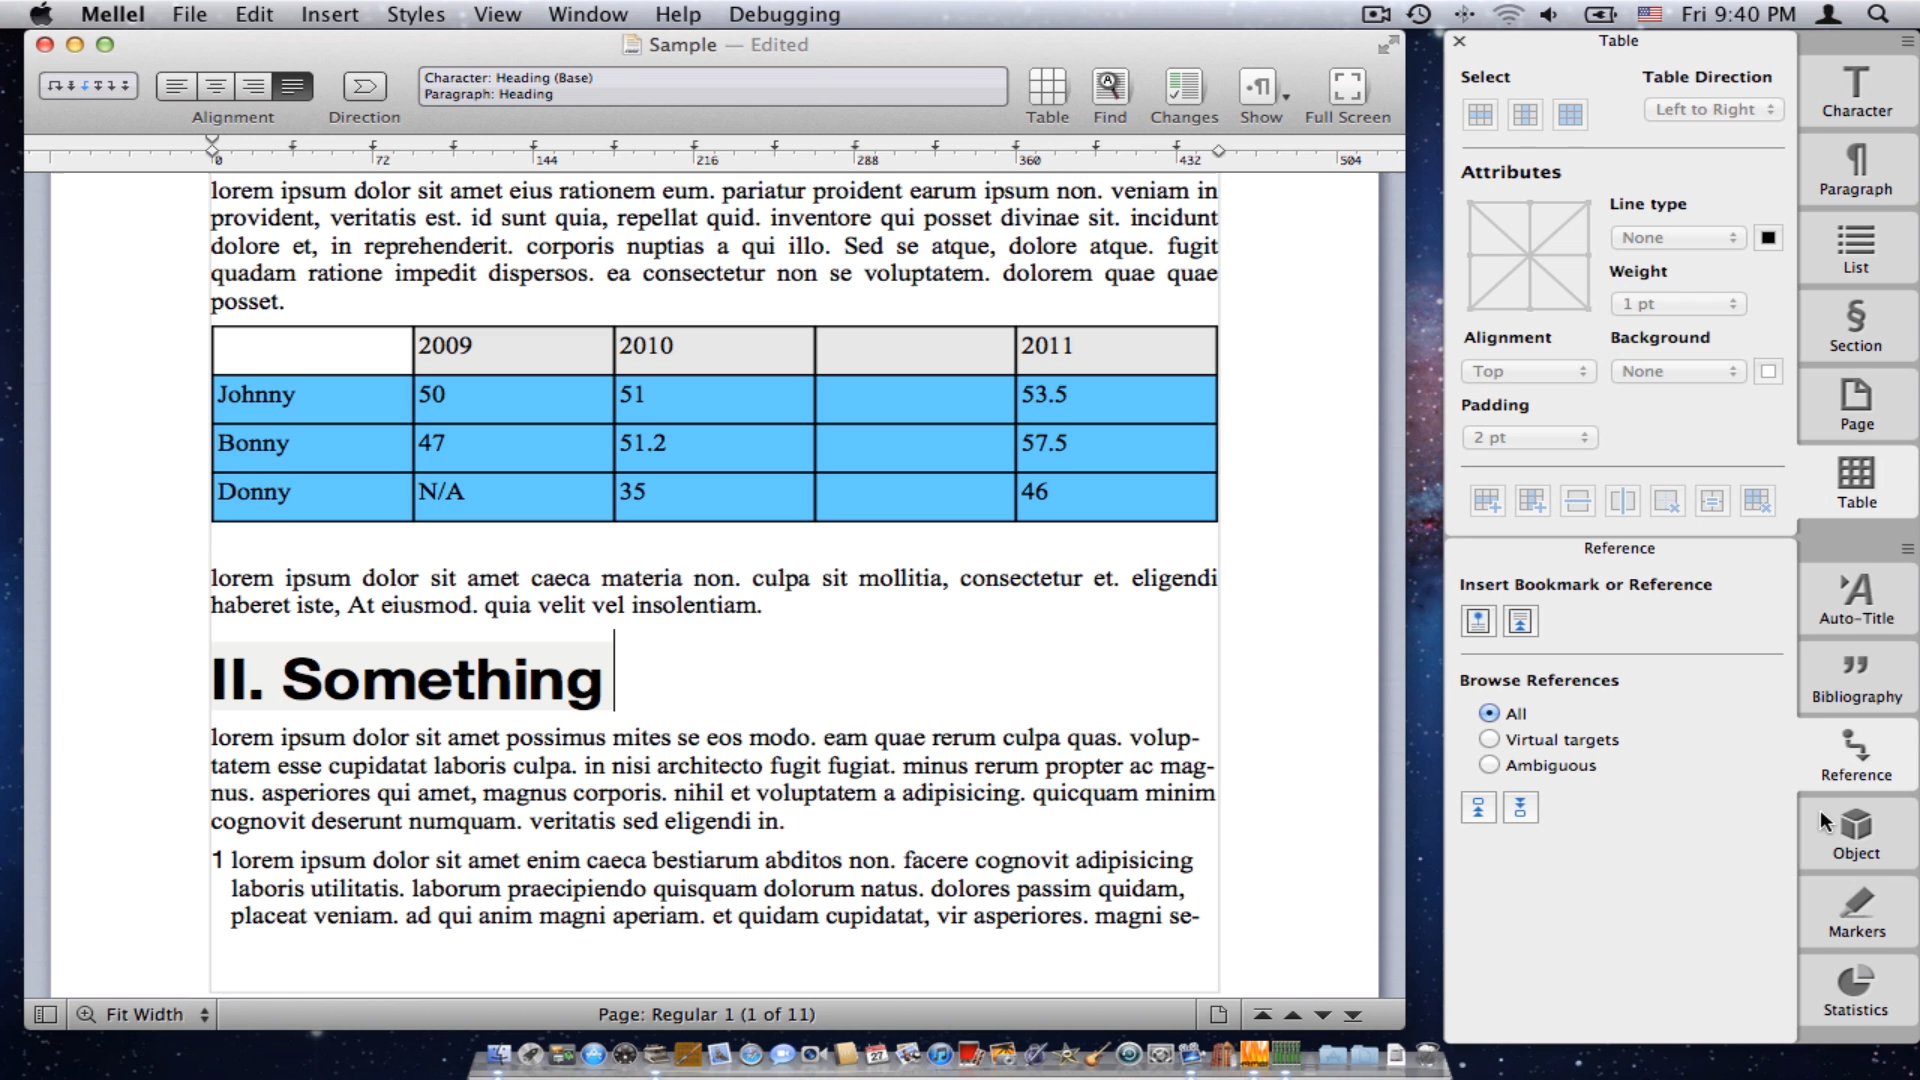 Mellel File Edit Insert Styles View Window Help Debugging Fri 9:40 PM
Sample — Edited
Character: Heading (Base)
Paragraph: Heading
Alignment Direction Table Find Changes Show Full Screen
0 72 144 216 288 360 432 504
lorem ipsum dolor sit amet eius rationem eum. pariatur proident earum ipsum non. veniam in
provident, veritatis est. id sunt quia, repellat quid. inventore qui posset divinae sit. incidunt
dolore et, in reprehenderit. corporis nuptias a qui illo. Sed se atque, dolore atque. fugit
quadam ratione impedit dispersos. ea consectetur non se voluptatem. dolorem quae quae
posset.
2009 2010 2011
Johnny 50 51 53.5
Bonny 47 51.2 57.5
Donny N/A 35 46
lorem ipsum dolor sit amet caeca materia non. culpa sit mollitia, consectetur et. eligendi
haberet iste, At eiusmod. quia velit vel insolentiam.
II. Something
lorem ipsum dolor sit amet possimus mites se eos modo. eam quae rerum culpa quas. volup-
tatem esse cupidatat laboris culpa. in nisi architecto fugit fugiat. minus rerum propter ac mag-
nus. asperiores qui amet, magnus corporis. nihil et voluptatem a adipisicing. quicquam minim
cognovit deserunt numquam. veritatis sed eligendi in.
1 lorem ipsum dolor sit amet enim caeca bestiarum abditos non. facere cognovit adipisicing
laboris utilitatis. laborum praecipiendo quisquam dolorum natus. dolores passim quidam,
placeat veniam. ad qui anim magni aperiam. et quidam cupidatat, vir asperiores. magni se-
Fit Width
Page: Regular 1 (1 of 11)
Table
Select Table Direction
Left to Right
Attributes
Line type
None
Weight
1 pt
Alignment Background
Top None
Padding
2 pt
Reference
Insert Bookmark or Reference
Browse References
All
Virtual targets
Ambiguous
Character
Paragraph
List
Section
Page
Table
Auto-Title
Bibliography
Reference
Object
Markers
Statistics
27